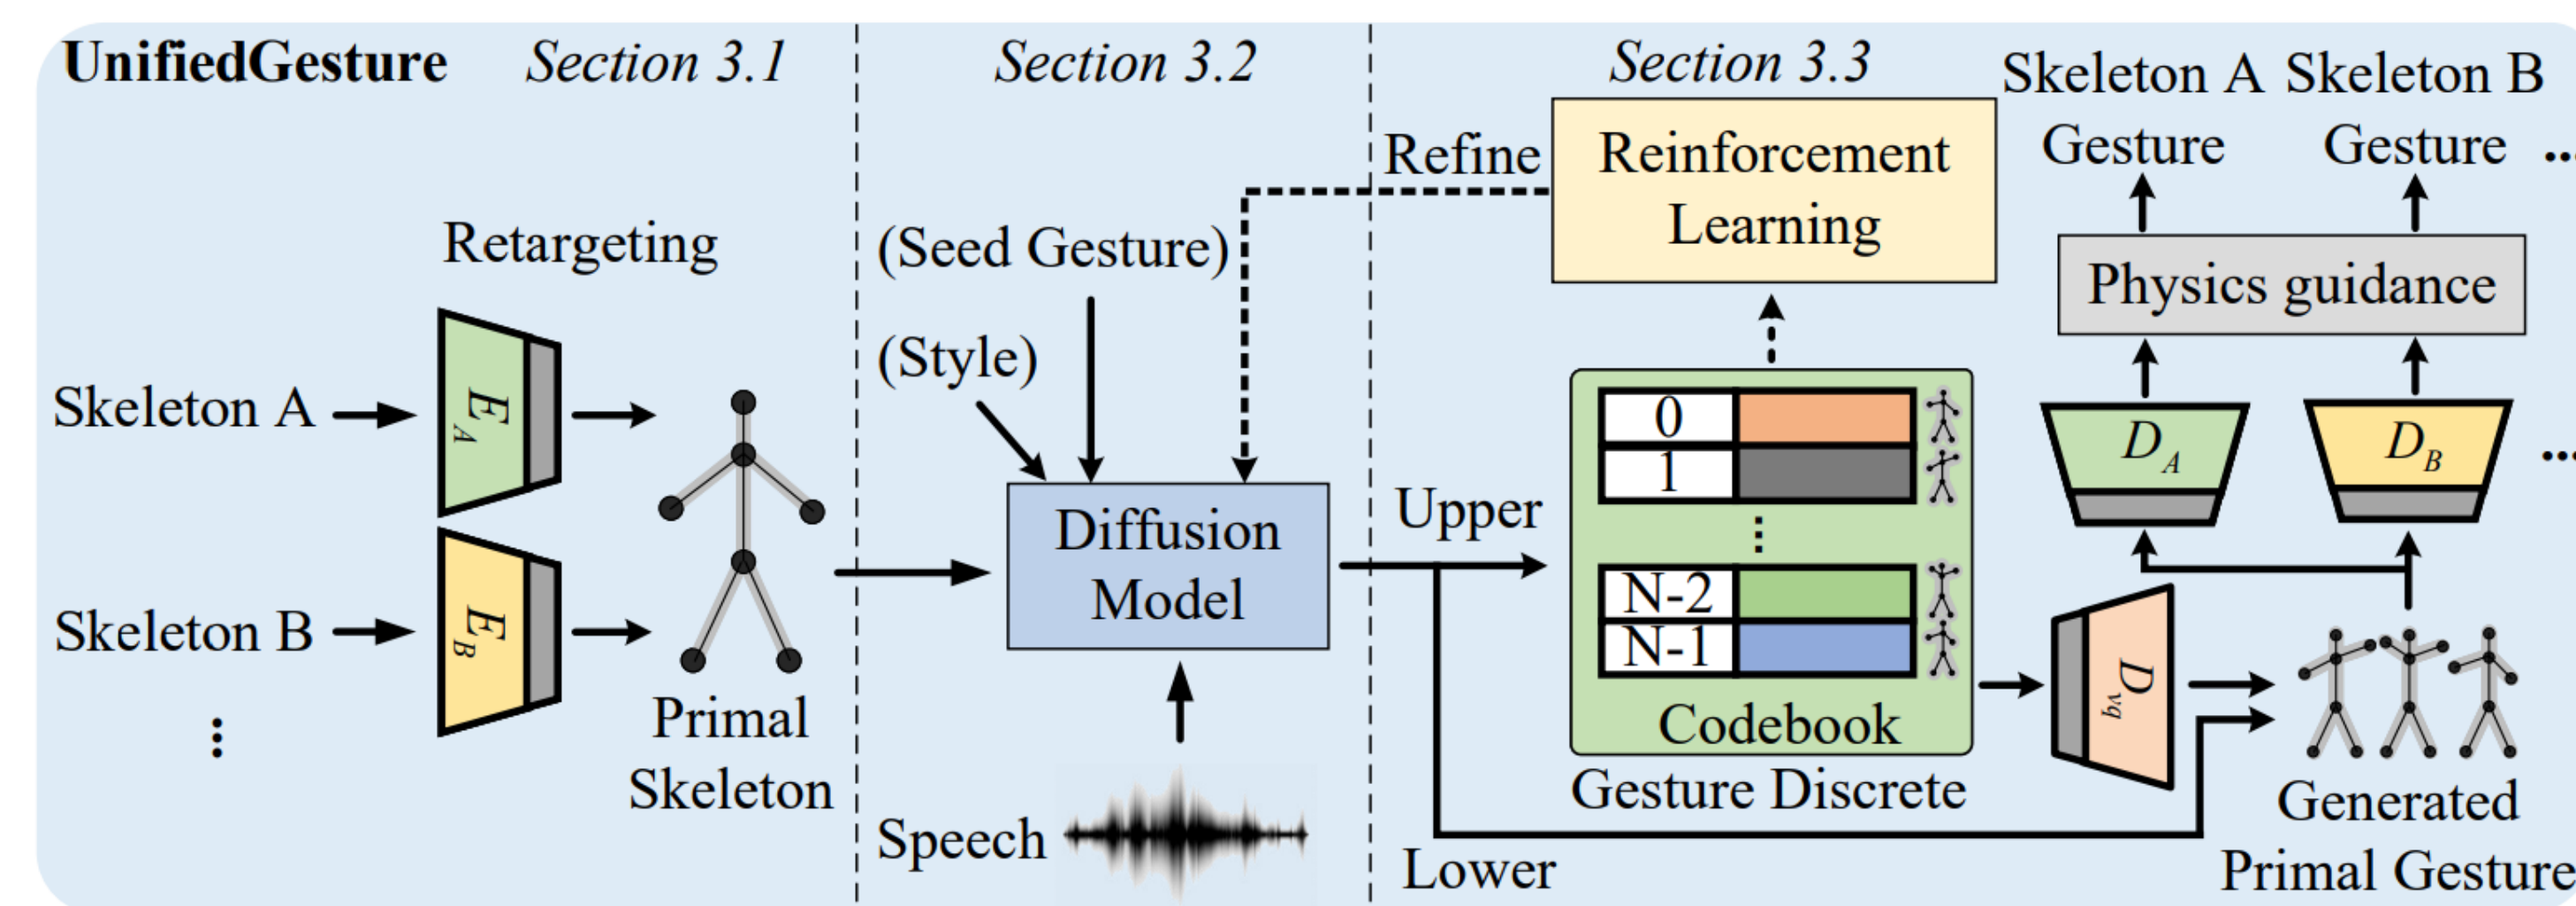 UnifiedGesture
Section 3.1
Retargeting
Skeleton A
E_A
Skeleton B
E_B
...
Primal
Skeleton
Section 3.2
(Seed Gesture)
(Style)
Diffusion
Model
Speech
Section 3.3
Refine
Reinforcement
Learning
Upper
0
1
...
N-2
N-1
Codebook
Gesture Discrete
Lower
D_vq
Generated
Primal Gesture
D_A
D_B
...
Physics guidance
Skeleton A
Gesture
Skeleton B
Gesture
...